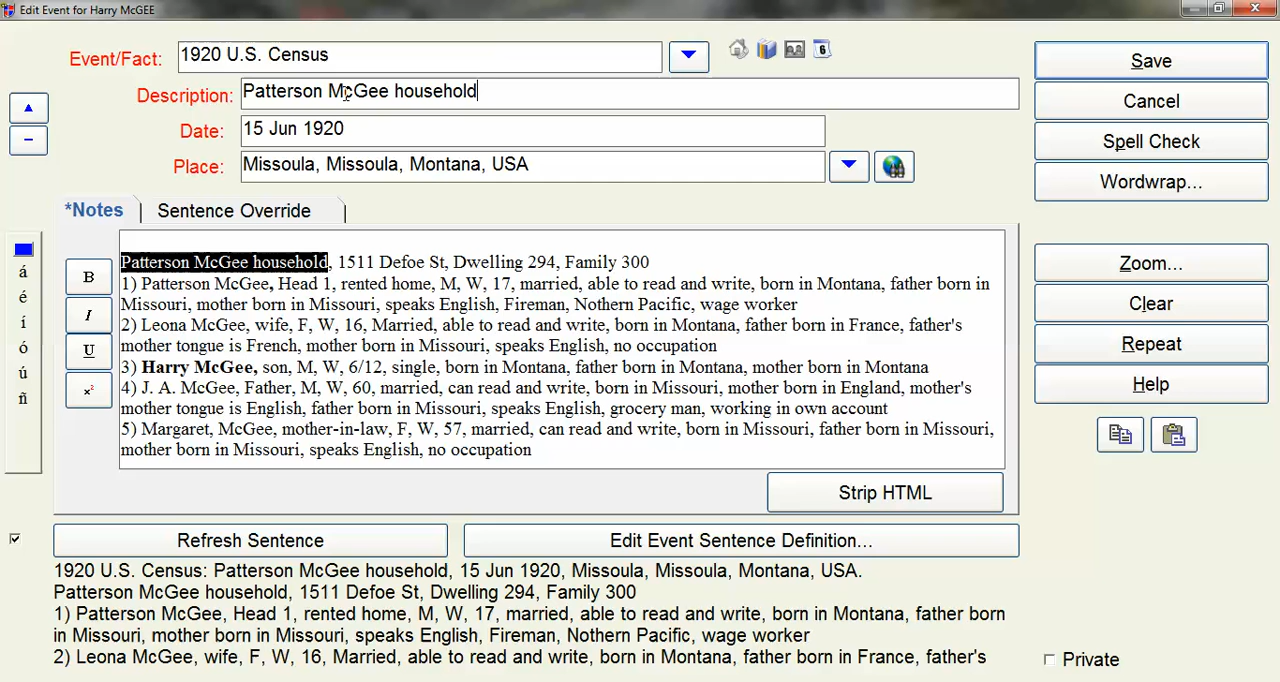 Edit Event for Harry McGEE
Event/Fact: 1920 U.S. Census
6
Description: Patterson McGee household
Date: 15 Jun 1920
Place: Missoula, Missoula, Montana, USA
Save
Cancel
Spell Check
Wordwrap...
*Notes
Sentence Override
á
é
í
ó
ú
ñ
B
I
U
x²
Patterson McGee household, 1511 Defoe St, Dwelling 294, Family 300
1) Patterson McGee, Head 1, rented home, M, W, 17, married, able to read and write, born in Montana, father born in
Missouri, mother born in Missouri, speaks English, Fireman, Nothern Pacific, wage worker
2) Leona McGee, wife, F, W, 16, Married, able to read and write, born in Montana, father born in France, father's
mother tongue is French, mother born in Missouri, speaks English, no occupation
3) Harry McGee, son, M, W, 6/12, single, born in Montana, father born in Montana, mother born in Montana
4) J. A. McGee, Father, M, W, 60, married, can read and write, born in Missouri, mother born in England, mother's
mother tongue is English, father born in Missouri, speaks English, grocery man, working in own account
5) Margaret, McGee, mother-in-law, F, W, 57, married, can read and write, born in Missouri, father born in Missouri,
mother born in Missouri, speaks English, no occupation
Zoom...
Clear
Repeat
Help
Strip HTML
Refresh Sentence
Edit Event Sentence Definition...
1920 U.S. Census: Patterson McGee household, 15 Jun 1920, Missoula, Missoula, Montana, USA.
Patterson McGee household, 1511 Defoe St, Dwelling 294, Family 300
1) Patterson McGee, Head 1, rented home, M, W, 17, married, able to read and write, born in Montana, father born
in Missouri, mother born in Missouri, speaks English, Fireman, Nothern Pacific, wage worker
2) Leona McGee, wife, F, W, 16, Married, able to read and write, born in Montana, father born in France, father's
Private